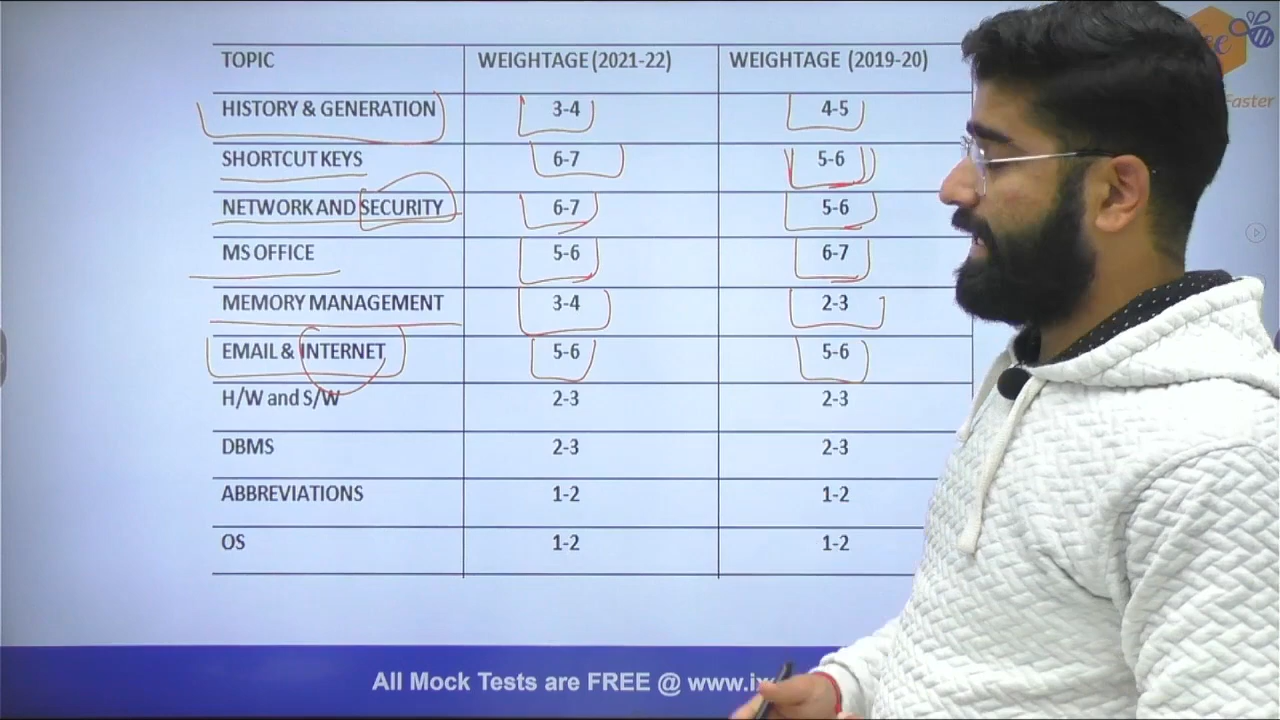 TOPIC WEIGHTAGE (2021-22) WEIGHTAGE (2019-20)
HISTORY & GENERATION 3-4 4-5
SHORTCUT KEYS 6-7 5-6
NETWORK AND SECURITY 6-7 5-6
MS OFFICE 5-6 6-7
MEMORY MANAGEMENT 3-4 2-3
EMAIL & INTERNET 5-6 5-6
H/W and S/W 2-3 2-3
DBMS 2-3 2-3
ABBREVIATIONS 1-2 1-2
OS 1-2 1-2
Faster
All Mock Tests are FREE @ www.ix